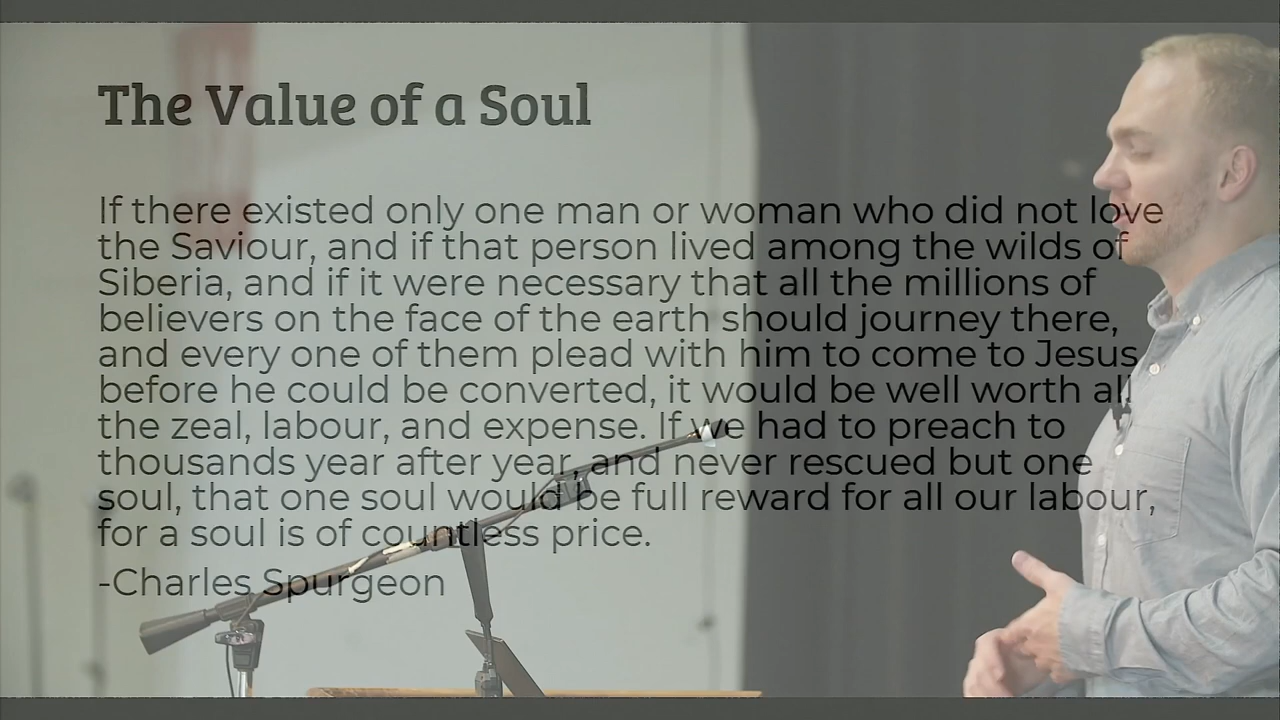 The Value of a Soul
If there existed only one man or woman who did not love
the Saviour, and if that person lived among the wilds of
Siberia, and if it were necessary that all the millions of
believers on the face of the earth should journey there,
and every one of them plead with him to come to Jesus
before he could be converted, it would be well worth all
the zeal, labour, and expense. If we had to preach to
thousands year after year, and never rescued but one
soul, that one soul would be full reward for all our labour,
for a soul is of countless price.
-Charles Spurgeon